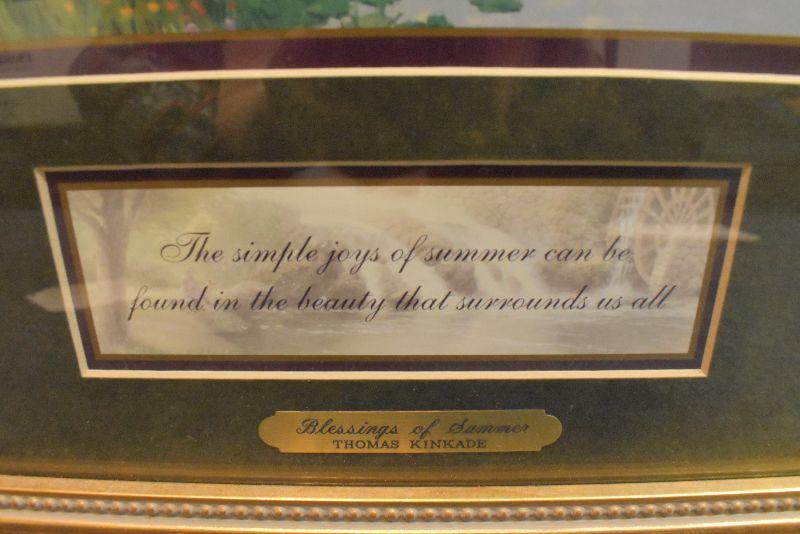 The simple joys of summer can be
found in the beauty that surrounds us all
Blessings of Summer
THOMAS KINKADE